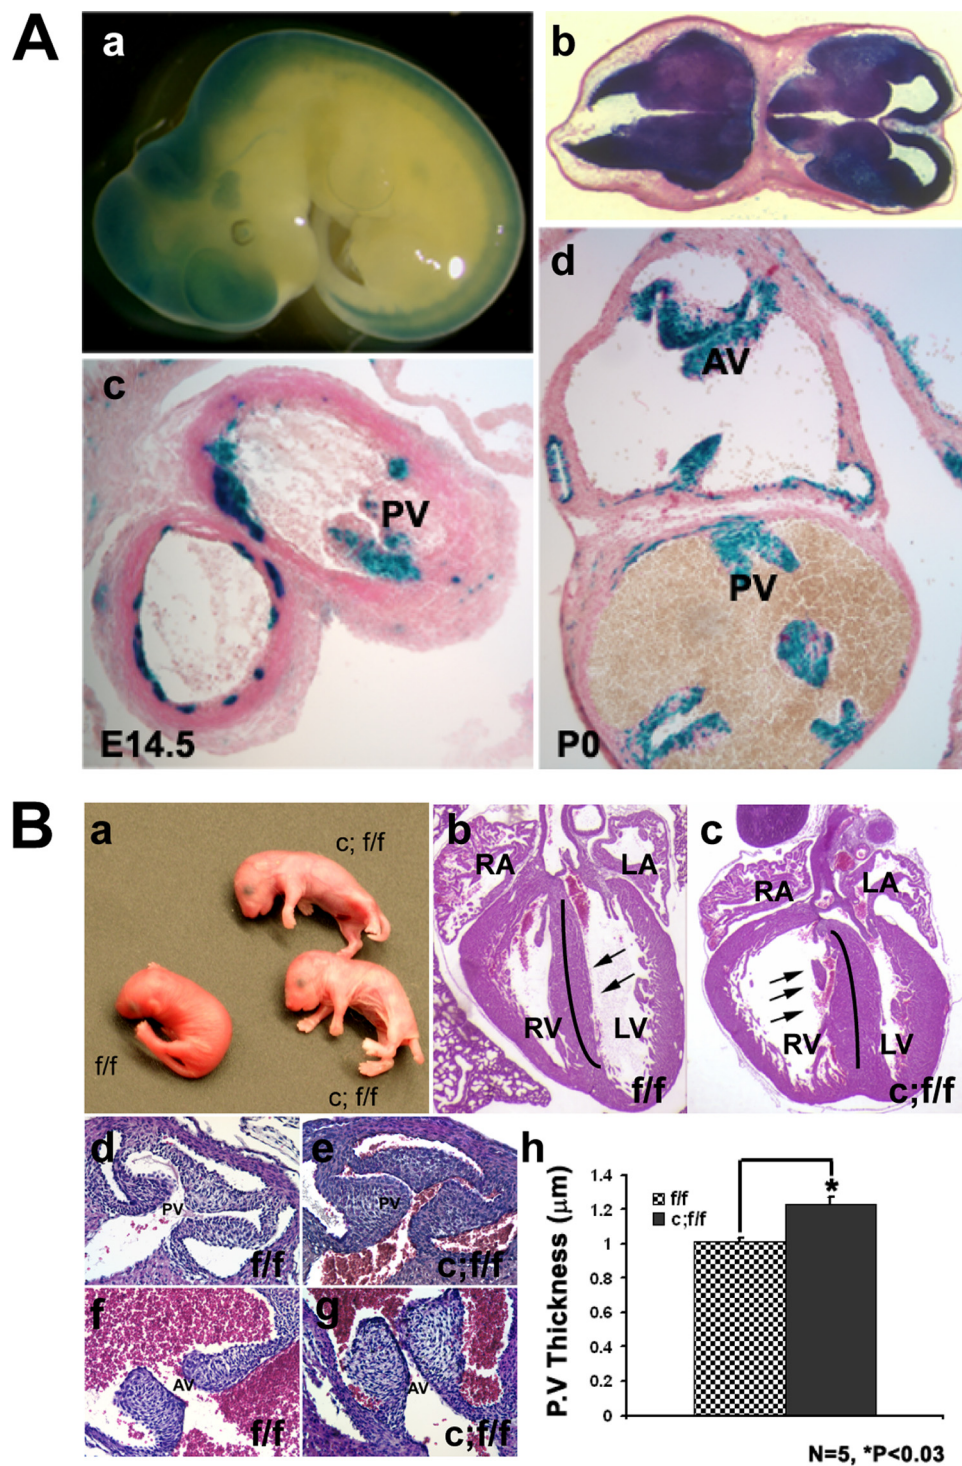 A
a
b
c
PV
E14.5
d
AV
PV
P0
B
a
c; f/f
f/f
c; f/f
b
RA
LA
RV
LV
f/f
c
RA
LA
RV
LV
c;f/f
d
PV
f/f
e
PV
c;f/f
f
AV
f/f
g
AV
c;f/f
h
P.V Thickness (μm)
1.4
1.2
1
0.8
0.6
0.4
0.2
0
f/f
c;f/f
*
N=5, *P<0.03